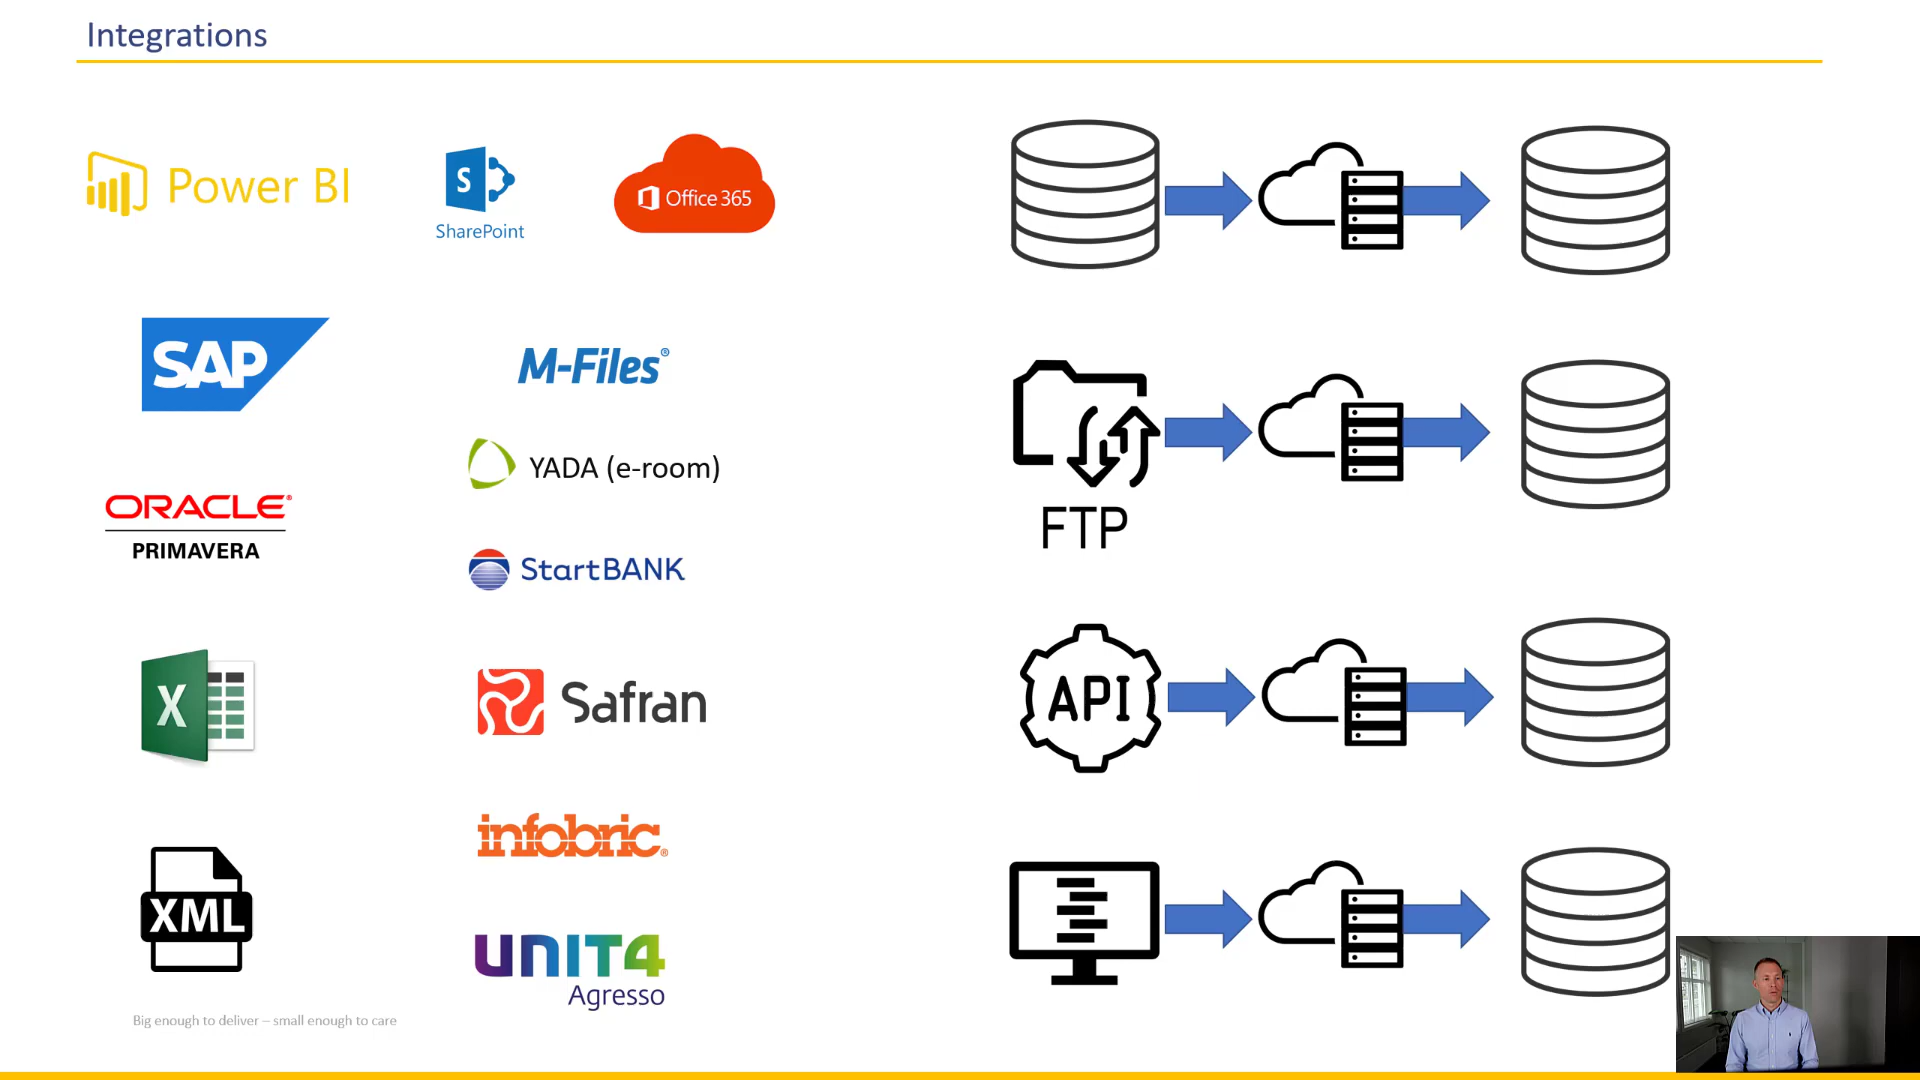 Integrations
Power BI
S
SharePoint
Office 365
SAP
M-Files®
YADA (e-room)
ORACLE®
PRIMAVERA
StartBANK
X
Safran
infobric®
XML
UNIT4
Agresso
FTP
API
Big enough to deliver – small enough to care